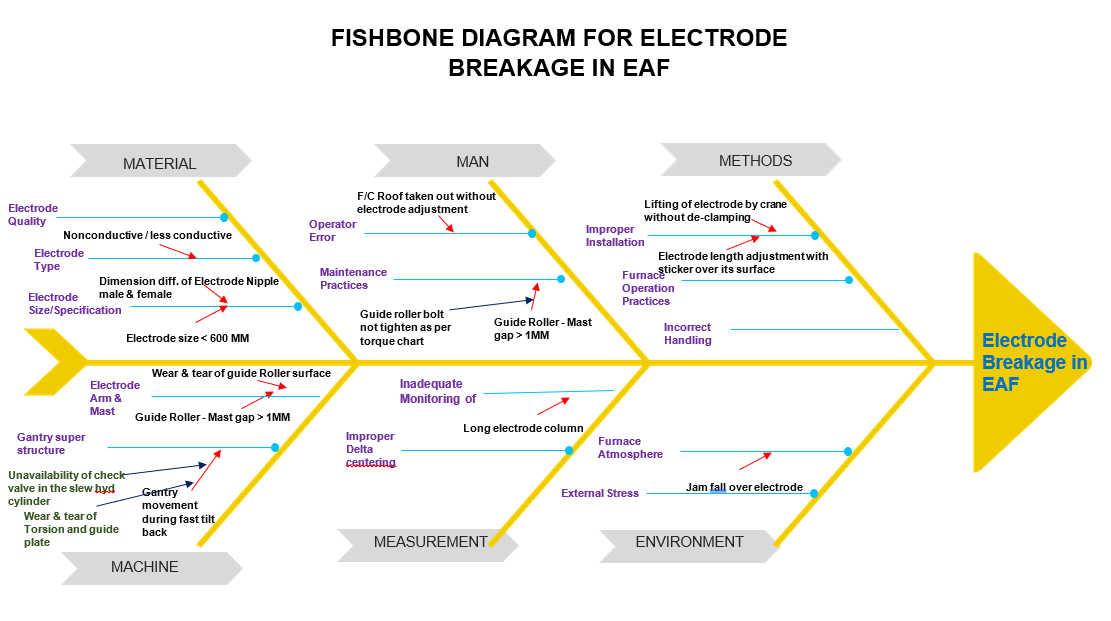 FISHBONE DIAGRAM FOR ELECTRODE
BREAKAGE IN EAF
MATERIAL
MAN
METHODS
Electrode
Quality
Nonconductive / less conductive
Electrode
Type
Dimension diff. of Electrode Nipple
male & female
Electrode
Size/Specification
Electrode size < 600 MM
F/C Roof taken out without
electrode adjustment
Operator
Error
Maintenance
Practices
Guide roller bolt
not tighten as per
torque chart
Guide Roller - Mast
gap > 1MM
Lifting of electrode by crane
without de-clamping
Improper
Installation
Electrode length adjustment with
sticker over its surface
Furnace
Operation
Practices
Incorrect
Handling
Electrode
Breakage in
EAF
Wear & tear of guide Roller surface
Electrode
Arm &
Mast
Guide Roller - Mast gap > 1MM
Gantry super
structure
Unavailability of check
valve in the slew hyd
cylinder
Wear & tear of
Torsion and guide
plate
Gantry
movement
during fast tilt
back
Inadequate
Monitoring of
Long electrode column
Improper
Delta
centering
Furnace
Atmosphere
Jam fall over electrode
External Stress
MACHINE
MEASUREMENT
ENVIRONMENT